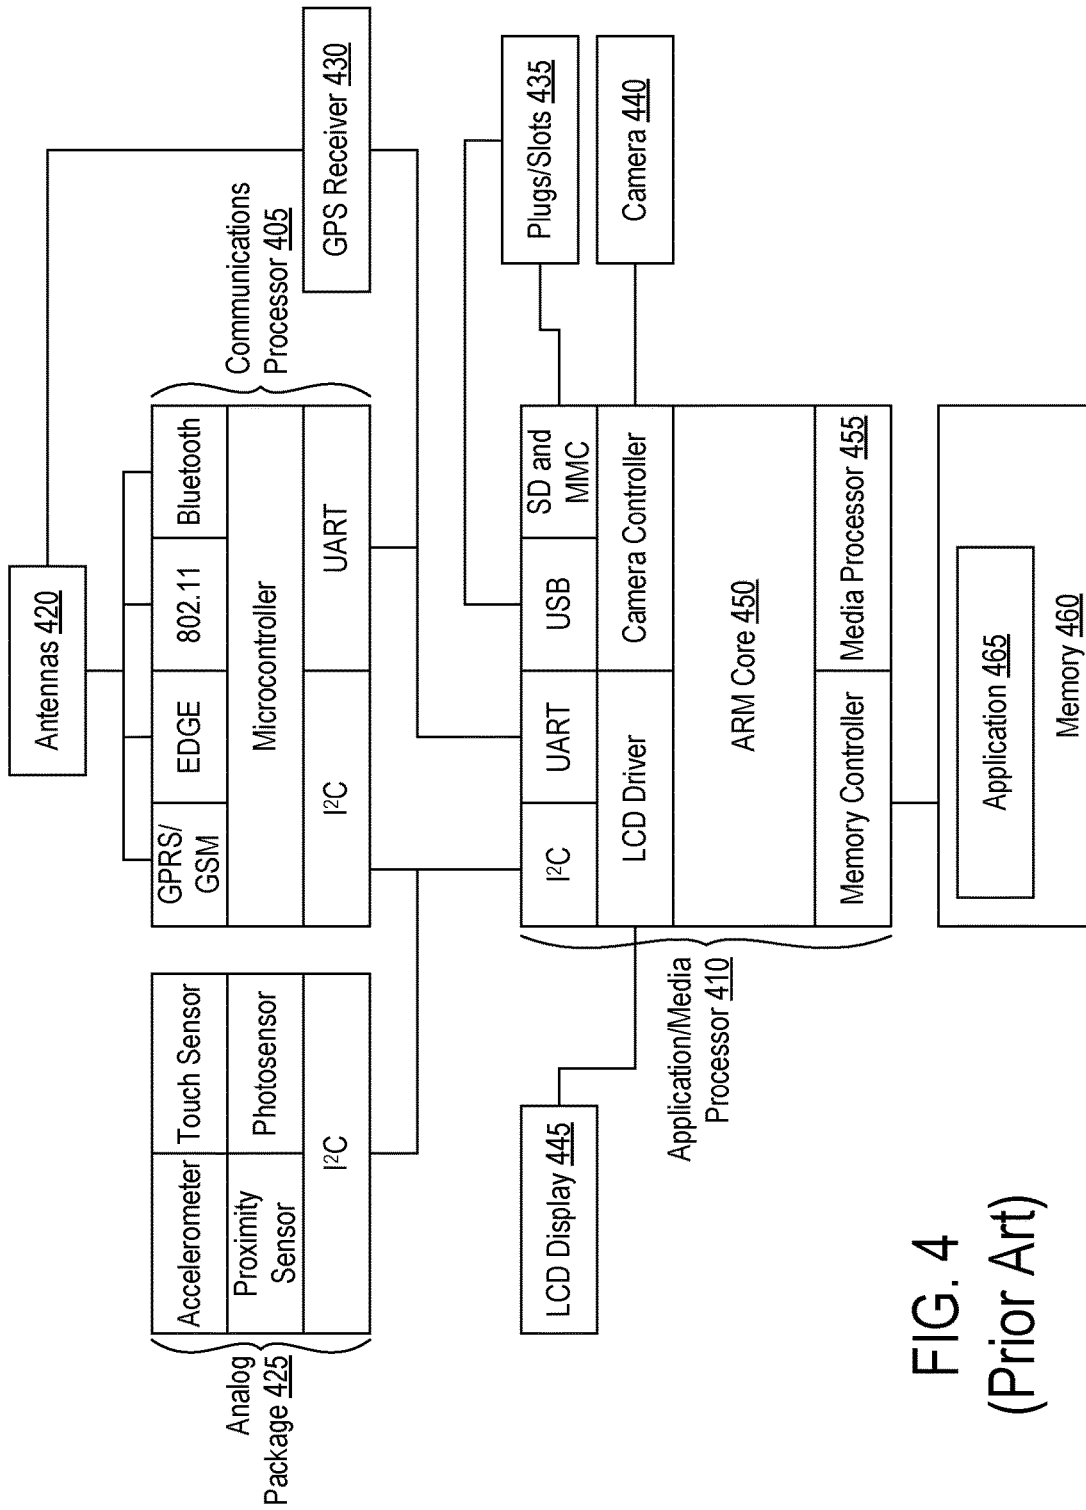 Antennas 420
GPRS/
GSM
EDGE
802.11
Bluetooth
Microcontroller
I²C
UART
Communications
Processor 405
GPS Receiver 430
Accelerometer
Touch Sensor
Proximity
Sensor
Photosensor
I²C
Analog
Package 425
I²C
UART
USB
SD and
MMC
LCD Driver
Camera Controller
ARM Core 450
Memory Controller
Media Processor 455
Application/Media
Processor 410
Plugs/Slots 435
Camera 440
LCD Display 445
Application 465
Memory 460
FIG. 4
(Prior Art)